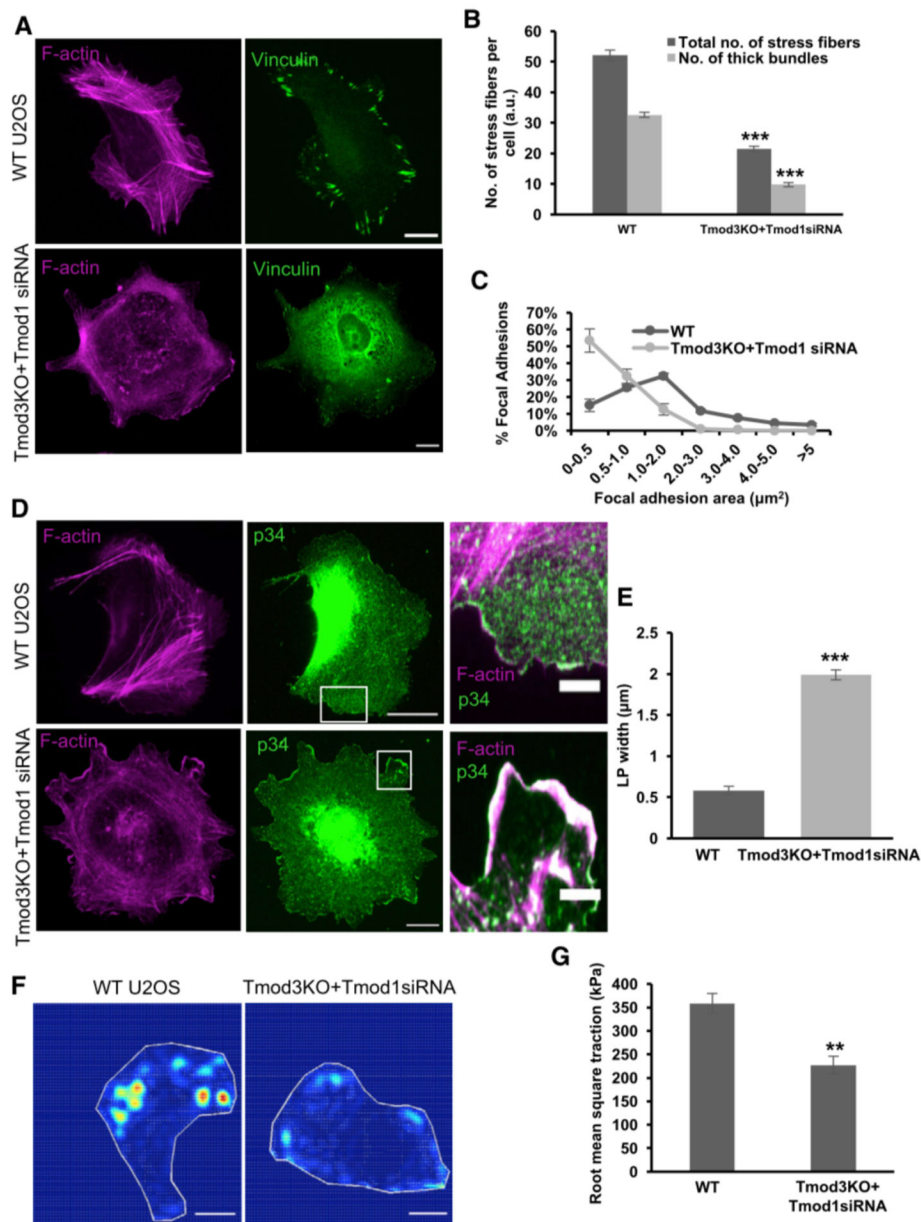 A
F-actin
Vinculin
WT U2OS
F-actin
Vinculin
Tmod3KO+Tmod1 siRNA
B
No. of stress fibers per
cell (a.u.)
60
50
40
30
20
10
0
Total no. of stress fibers
No. of thick bundles
***
***
WT
Tmod3KO+Tmod1siRNA
C
% Focal Adhesions
70%
60%
50%
40%
30%
20%
10%
0%
WT
Tmod3KO+Tmod1 siRNA
0-0.5
0.5-1.0
1.0-2.0
2.0-3.0
3.0-4.0
4.0-5.0
>5
Focal adhesion area (µm²)
D
F-actin
p34
F-actin
p34
WT U2OS
F-actin
p34
F-actin
p34
Tmod3KO+Tmod1 siRNA
E
LP width (µm)
2.5
2
1.5
1
0.5
0
***
WT
Tmod3KO+Tmod1siRNA
F
WT U2OS
Tmod3KO+Tmod1siRNA
G
Root mean square traction (kPa)
400
350
300
250
200
150
100
50
0
**
WT
Tmod3KO+
Tmod1siRNA